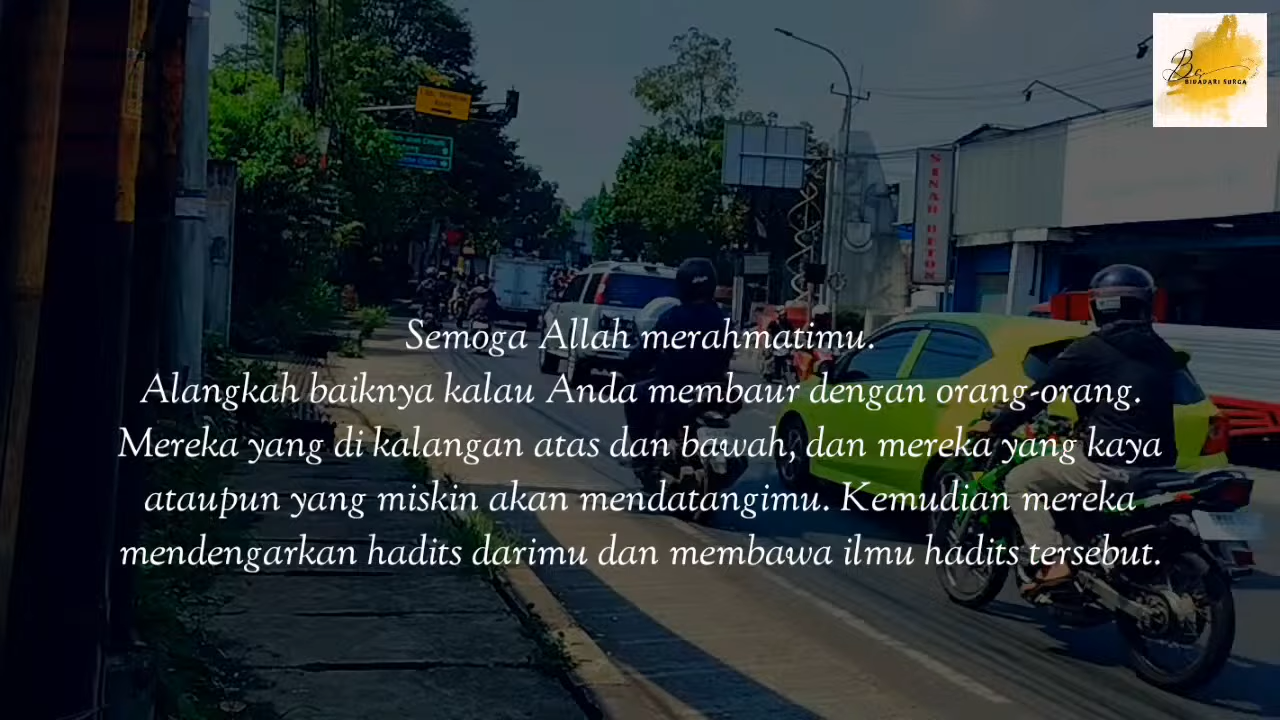 BIDADARI SURGA
SINAR BETON
Semoga Allah merahmatimu.
Alangkah baiknya kalau Anda membaur dengan orang-orang.
Mereka yang di kalangan atas dan bawah, dan mereka yang kaya
ataupun yang miskin akan mendatangimu. Kemudian mereka
mendengarkan hadits darimu dan membawa ilmu hadits tersebut.